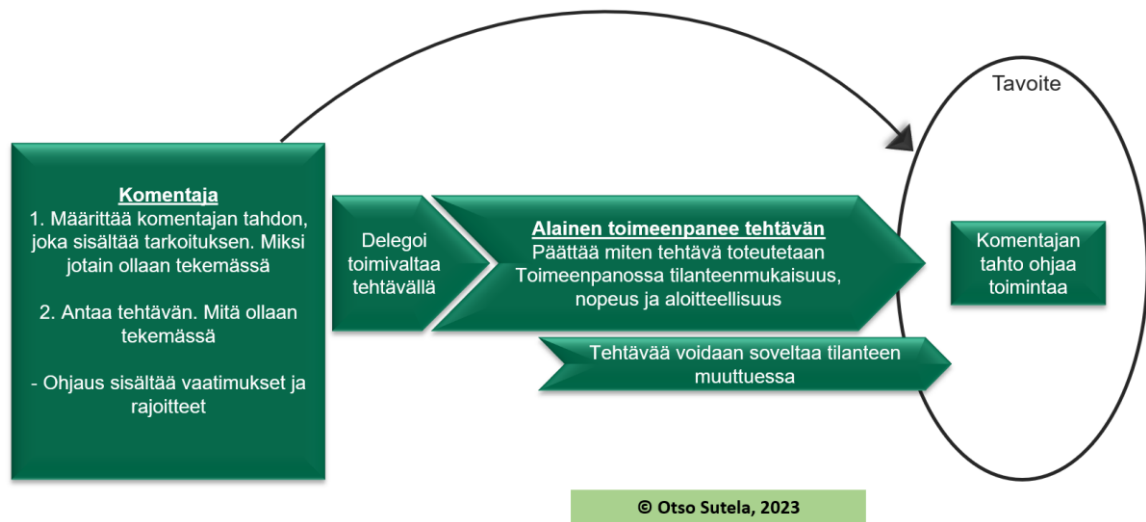 Komentaja
1. Määrittää komentajan tahdon,
joka sisältää tarkoituksen. Miksi
jotain ollaan tekemässä
2. Antaa tehtävän. Mitä ollaan
tekemässä
- Ohjaus sisältää vaatimukset ja
rajoitteet
Delegoi
toimivaltaa
tehtävällä
Alainen toimeenpanee tehtävän
Päättää miten tehtävä toteutetaan
Toimeenpanossa tilanteenmukaisuus,
nopeus ja aloitteellisuus
Tehtävää voidaan soveltaa tilanteen
muuttuessa
Tavoite
Komentajan
tahto ohjaa
toimintaa
© Otso Sutela, 2023